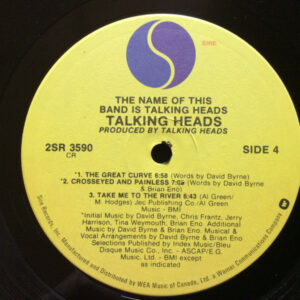 SIRE
THE NAME OF THIS
BAND IS TALKING HEADS
TALKING HEADS
PRODUCED BY TALKING HEADS
2SR 3590
CR
SIDE 4
*1. THE GREAT CURVE 6:58 (Words by David Byrne)
*2. CROSSEYED AND PAINLESS 7:05 (Words by David Byrne
& Brian Eno)
3. TAKE ME TO THE RIVER 6:43 (Al Green/
M. Hodges) Jec Publishing Co./Al Green
Music - BMI
*Initial Music by David Byrne, Chris Frantz, Jerry
Harrison, Tina Weymouth, Brian Eno. Additional
Music by David Byrne & Brian Eno. Musical &
Vocal Arrangements by David Byrne & Brian Eno
Selections Published by Index Music/Bleu
Disque Music Co., Inc. - ASCAP/E.G.
Music, Ltd. - BMI except
as indicated
Sire Records, Inc. Manufactured and Distributed by WEA Music of Canada, Ltd. a Warner Communications Company